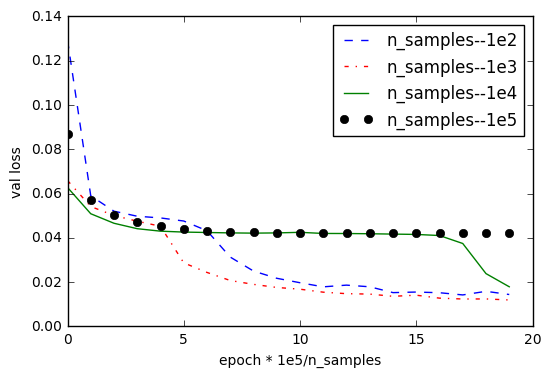 0.14
0.12
0.10
0.08
0.06
0.04
0.02
0.00
val loss
n_samples--1e2
n_samples--1e3
n_samples--1e4
n_samples--1e5
0 5 10 15 20
epoch * 1e5/n_samples